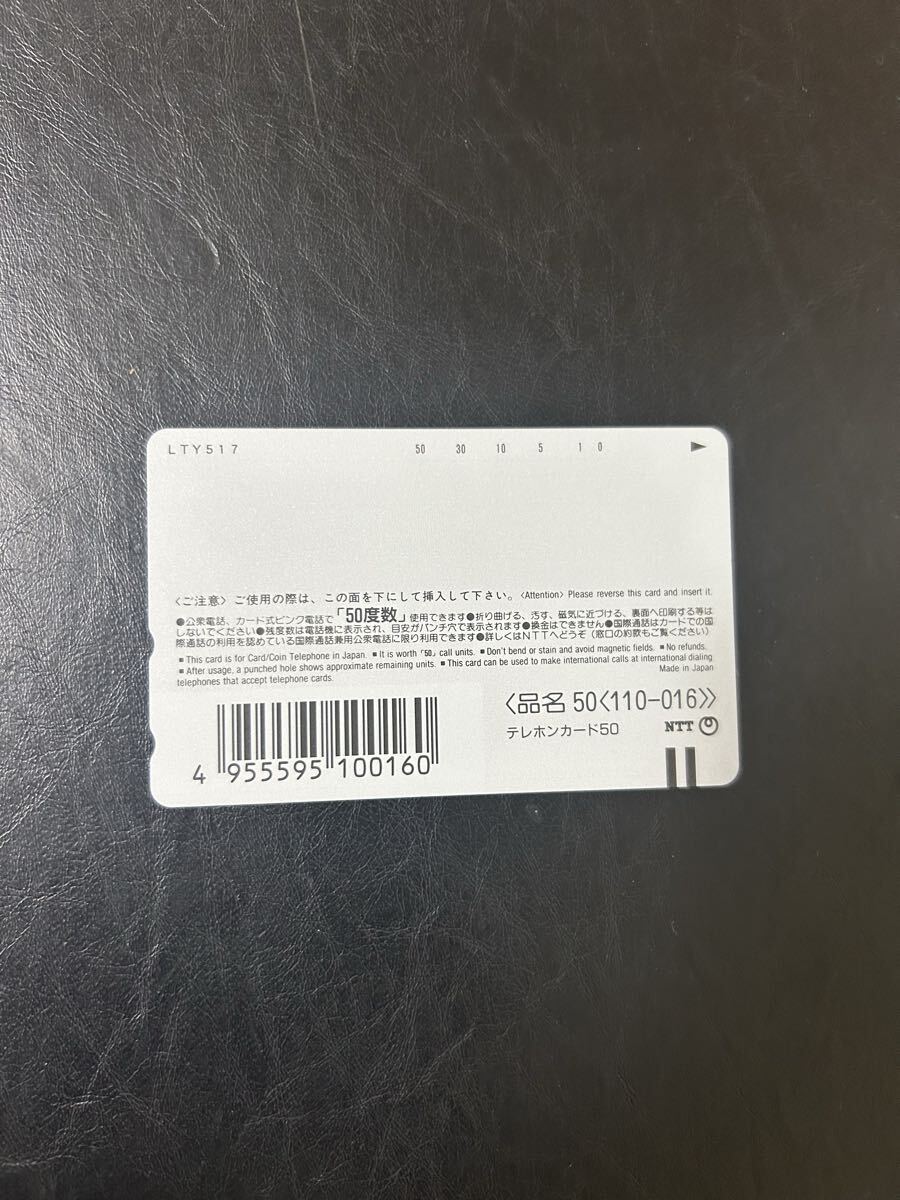 LTY517 50 30 10 5 1 0
〈ご注意〉ご使用の際は、この面を下にして挿入して下さい。〈Attention〉Please reverse this card and insert it.
●公衆電話、カード式ピンク電話で「50度数」使用できます●折り曲げる、汚す、磁気に近づける、裏面へ印刷する等は
しないでください●残度数は電話機に表示され、目安がパンチ穴で表示されます●換金はできません●国際通話はカードでの国
際通話の利用を認めている国際通話兼用公衆電話に限り利用できます●詳しくはNTTへどうぞ(窓口の約款もご覧ください)
■This card is for Card/Coin Telephone in Japan. ■It is worth「50」call units. ■Don't bend or stain and avoid magnetic fields. ■No refunds.
■After usage, a punched hole shows approximate remaining units. ■This card can be used to make international calls at international dialing
telephones that accept telephone cards. Made in Japan
〈品名 50〈110-016〉〉
テレホンカード50 NTT
4 955595 100160